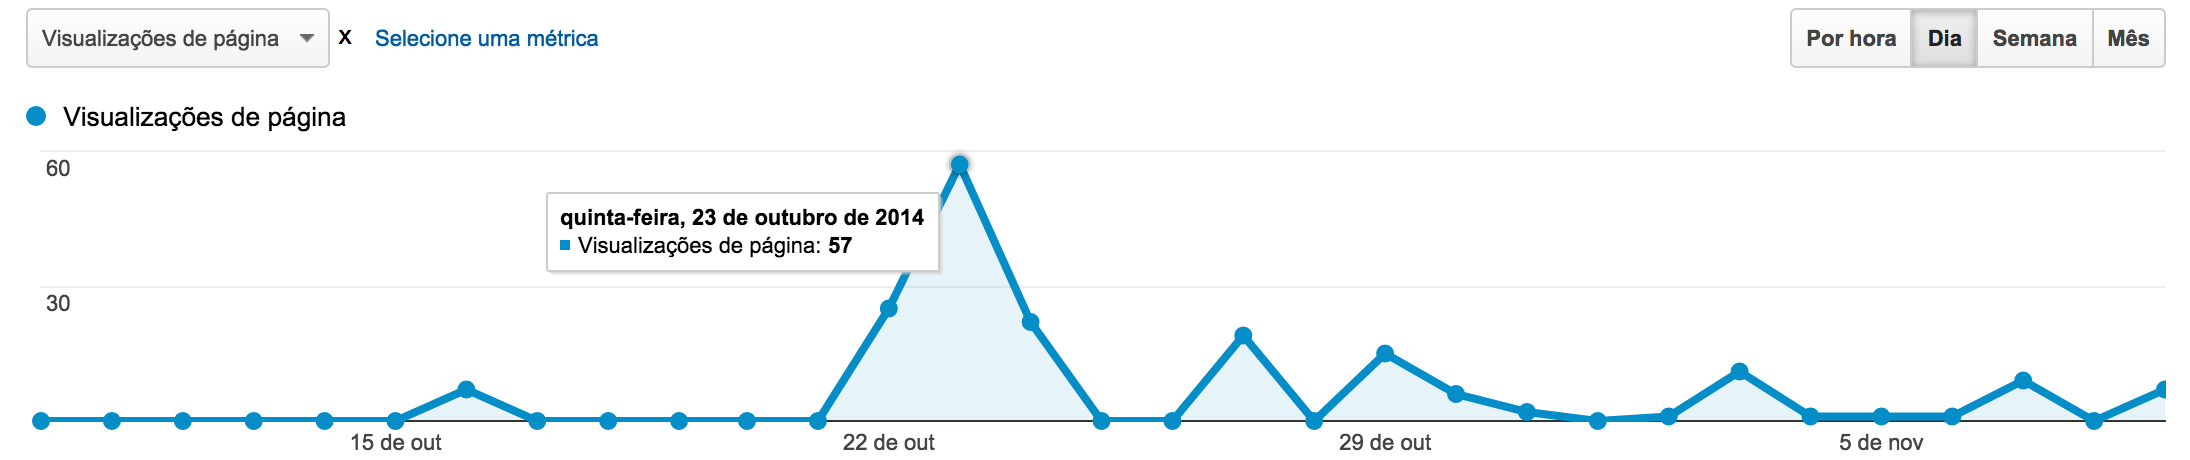 Visualizações de página X Selecione uma métrica Por hora Dia Semana Mês
Visualizações de página
60
quinta-feira, 23 de outubro de 2014
Visualizações de página: 57
30
15 de out 22 de out 29 de out 5 de nov